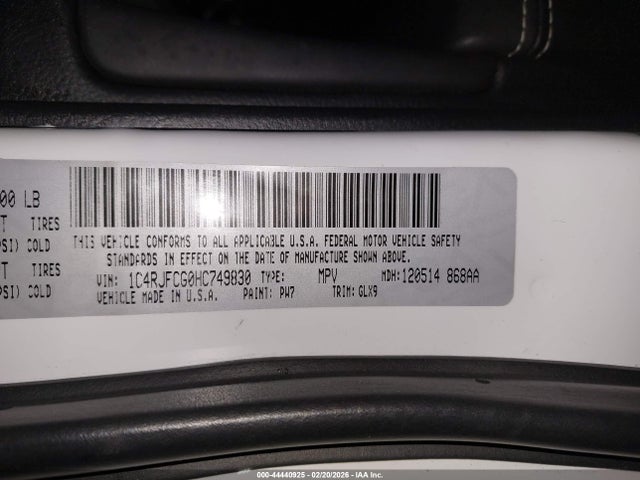 00 LB
T TIRES
PSI) COLD
T TIRES
PSI) COLD
THIS VEHICLE CONFORMS TO ALL APPLICABLE U.S.A. FEDERAL MOTOR VEHICLE SAFETY
STANDARDS IN EFFECT ON THE DATE OF MANUFACTURE SHOWN ABOVE.
VIN: 1C4RJFCG0HC749830 TYPE: MPV MDH: 120514 868AA
VEHICLE MADE IN U.S.A. PAINT: PW7 TRIM: GLX9
000-44440925 - 02/20/2026 - IAA Inc.